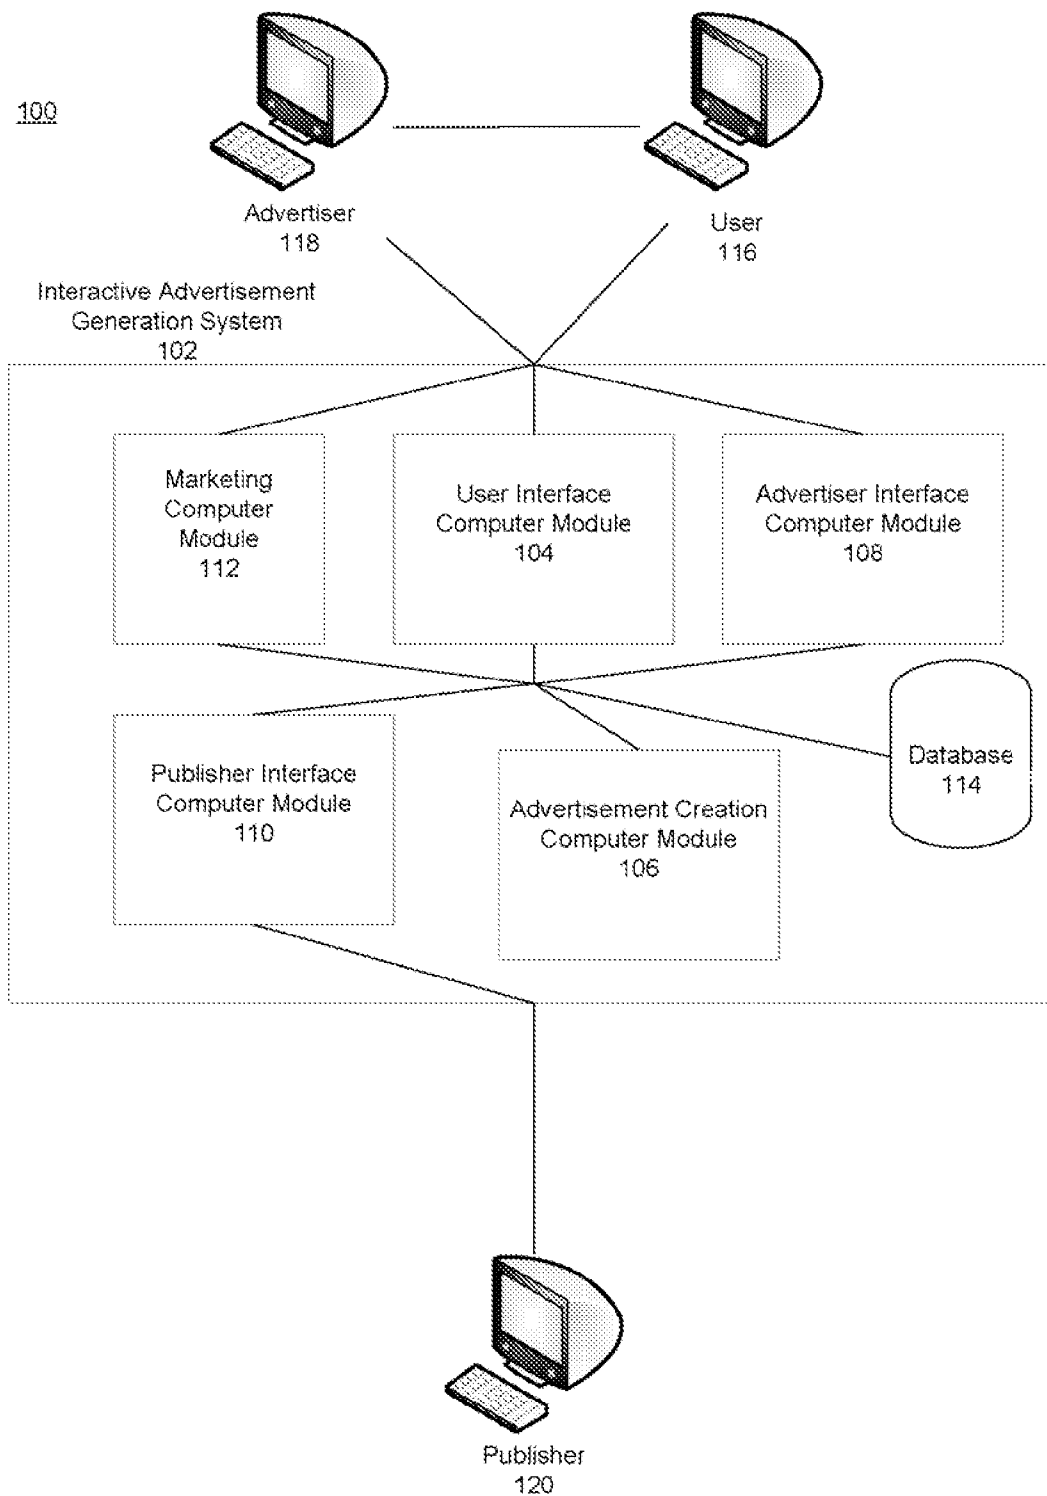 100
Advertiser
118
User
116
Interactive Advertisement
Generation System
102
Marketing
Computer
Module
112
User Interface
Computer Module
104
Advertiser Interface
Computer Module
108
Publisher Interface
Computer Module
110
Advertisement Creation
Computer Module
106
Database
114
Publisher
120